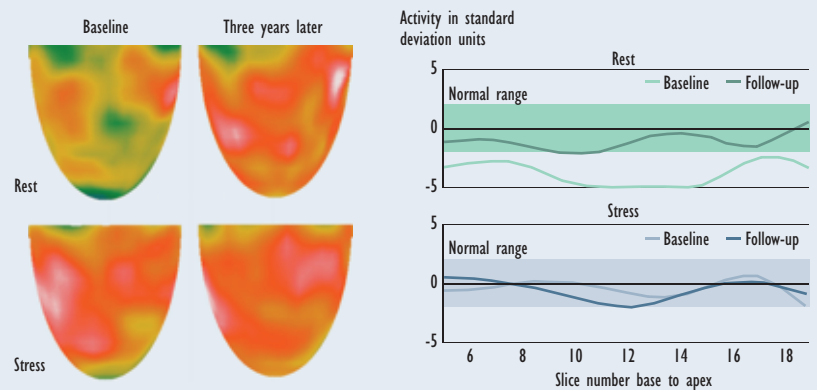 Baseline
Three years later
Rest
Stress
Activity in standard
deviation units
Rest
Baseline
Follow-up
Normal range
5
0
-5
Stress
Baseline
Follow-up
Normal range
5
0
-5
6 8 10 12 14 16 18
Slice number base to apex